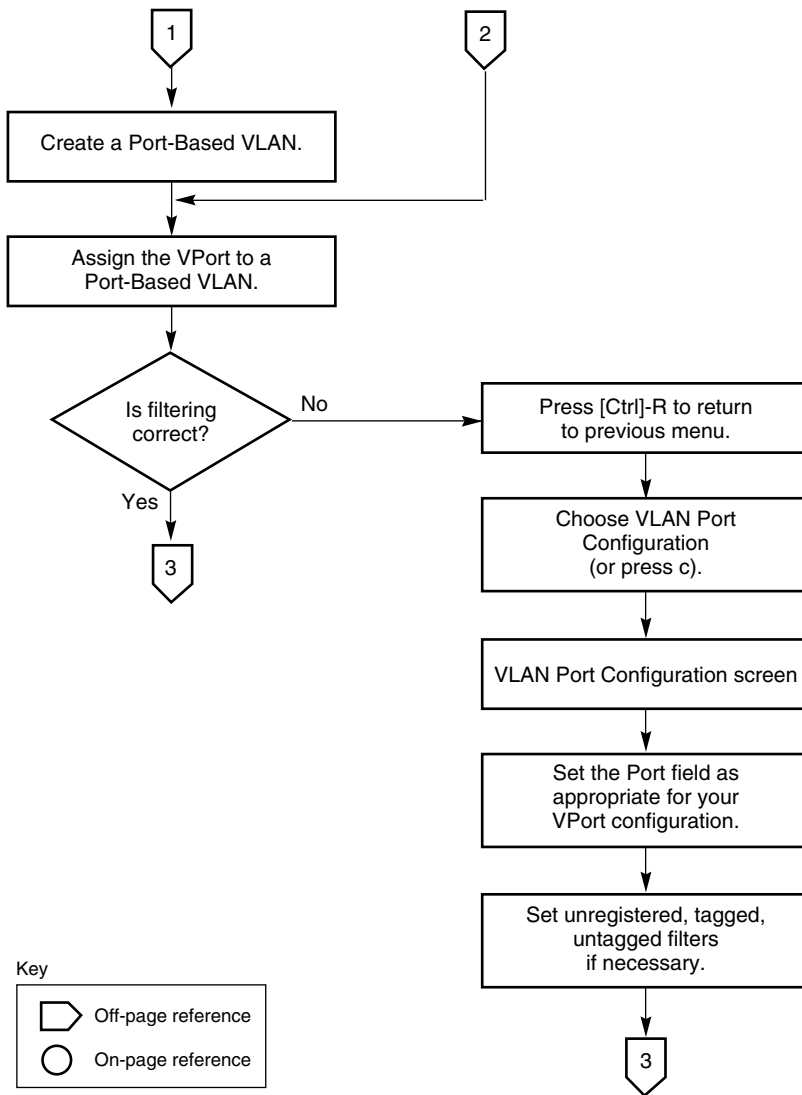 1
2
Create a Port-Based VLAN.
Assign the VPort to a
Port-Based VLAN.
Is filtering
correct?
No
Yes
3
Press [Ctrl]-R to return
to previous menu.
Choose VLAN Port
Configuration
(or press c).
VLAN Port Configuration screen
Set the Port field as
appropriate for your
VPort configuration.
Set unregistered, tagged,
untagged filters
if necessary.
3
Key
Off-page reference
On-page reference